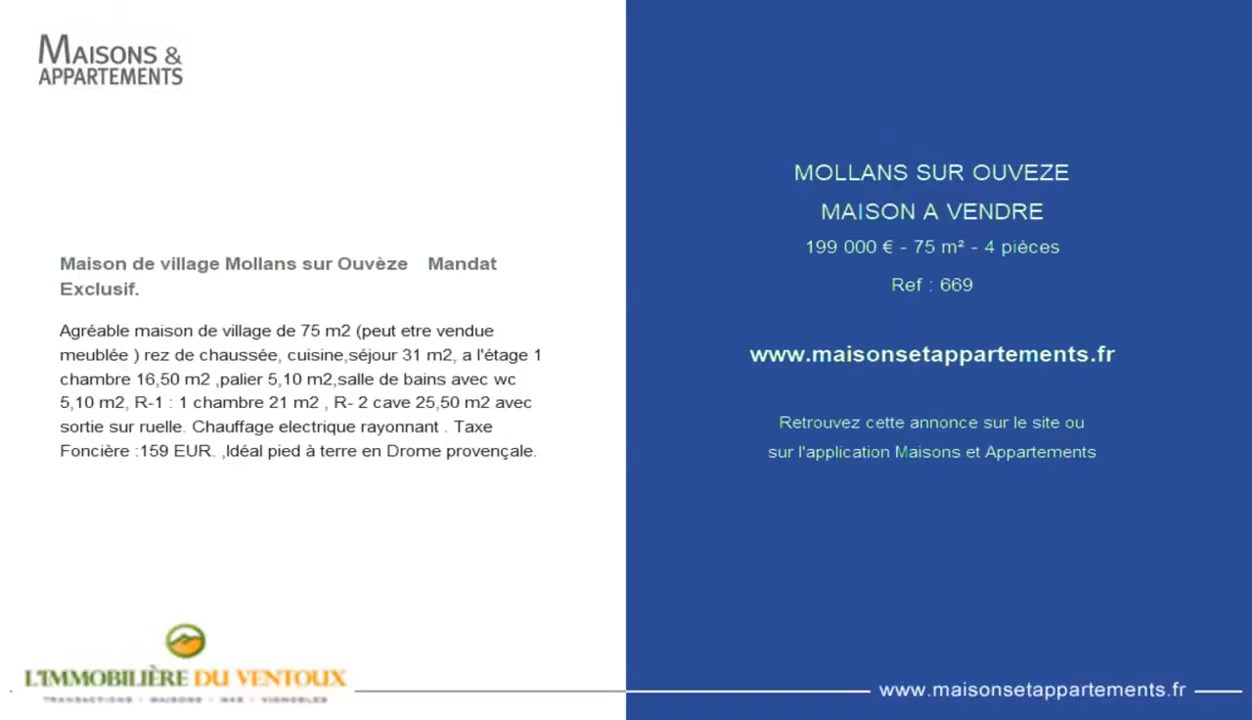 MAISONS &
APPARTEMENTS
Maison de village Mollans sur Ouvèze Mandat
Exclusif.
Agréable maison de village de 75 m2 (peut etre vendue
meublée ) rez de chaussée, cuisine,séjour 31 m2, a l'étage 1
chambre 16,50 m2 ,palier 5,10 m2,salle de bains avec wc
5,10 m2, R-1 : 1 chambre 21 m2 , R- 2 cave 25,50 m2 avec
sortie sur ruelle. Chauffage electrique rayonnant . Taxe
Foncière :159 EUR. ,Idéal pied à terre en Drome provençale.
L'IMMOBILIÈRE DU VENTOUX
TRANSACTIONS - MAISONS - MAS - VIGNOBLES
MOLLANS SUR OUVEZE
MAISON A VENDRE
199 000 € - 75 m² - 4 pièces
Ref : 669
www.maisonsetappartements.fr
Retrouvez cette annonce sur le site ou
sur l'application Maisons et Appartements
www.maisonsetappartements.fr